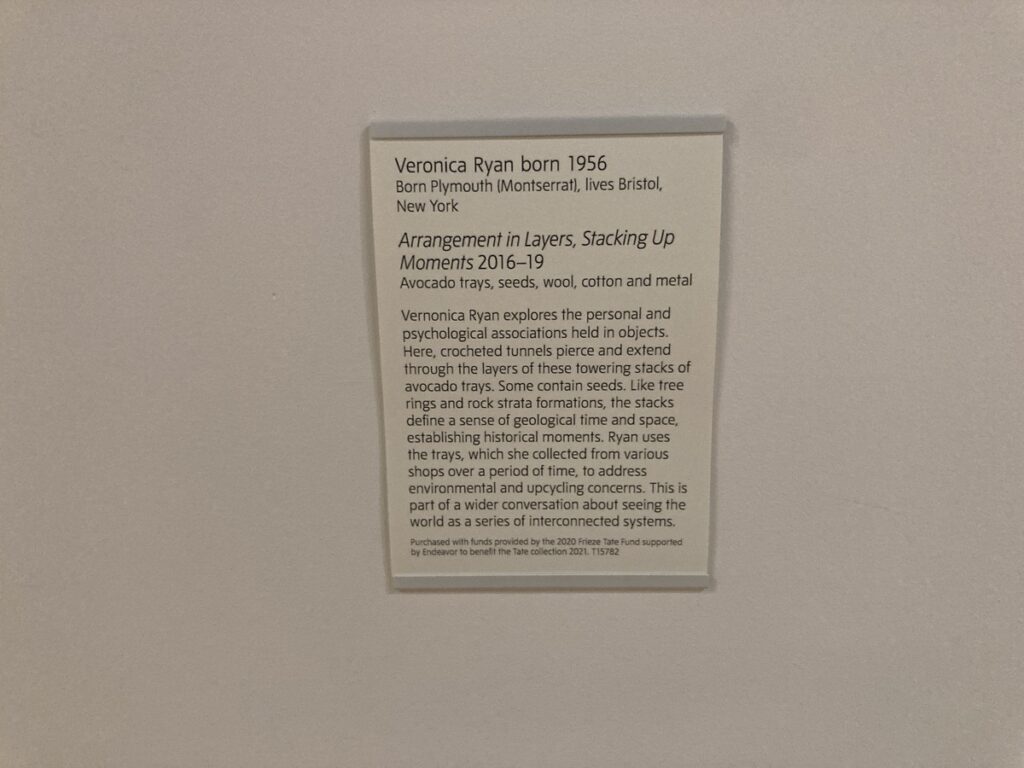 Veronica Ryan born 1956
Born Plymouth (Montserrat), lives Bristol,
New York
Arrangement in Layers, Stacking Up
Moments 2016–19
Avocado trays, seeds, wool, cotton and metal
Vernonica Ryan explores the personal and
psychological associations held in objects.
Here, crocheted tunnels pierce and extend
through the layers of these towering stacks of
avocado trays. Some contain seeds. Like tree
rings and rock strata formations, the stacks
define a sense of geological time and space,
establishing historical moments. Ryan uses
the trays, which she collected from various
shops over a period of time, to address
environmental and upcycling concerns. This is
part of a wider conversation about seeing the
world as a series of interconnected systems.
Purchased with funds provided by the 2020 Frieze Tate Fund supported
by Endeavor to benefit the Tate collection 2021. T15782